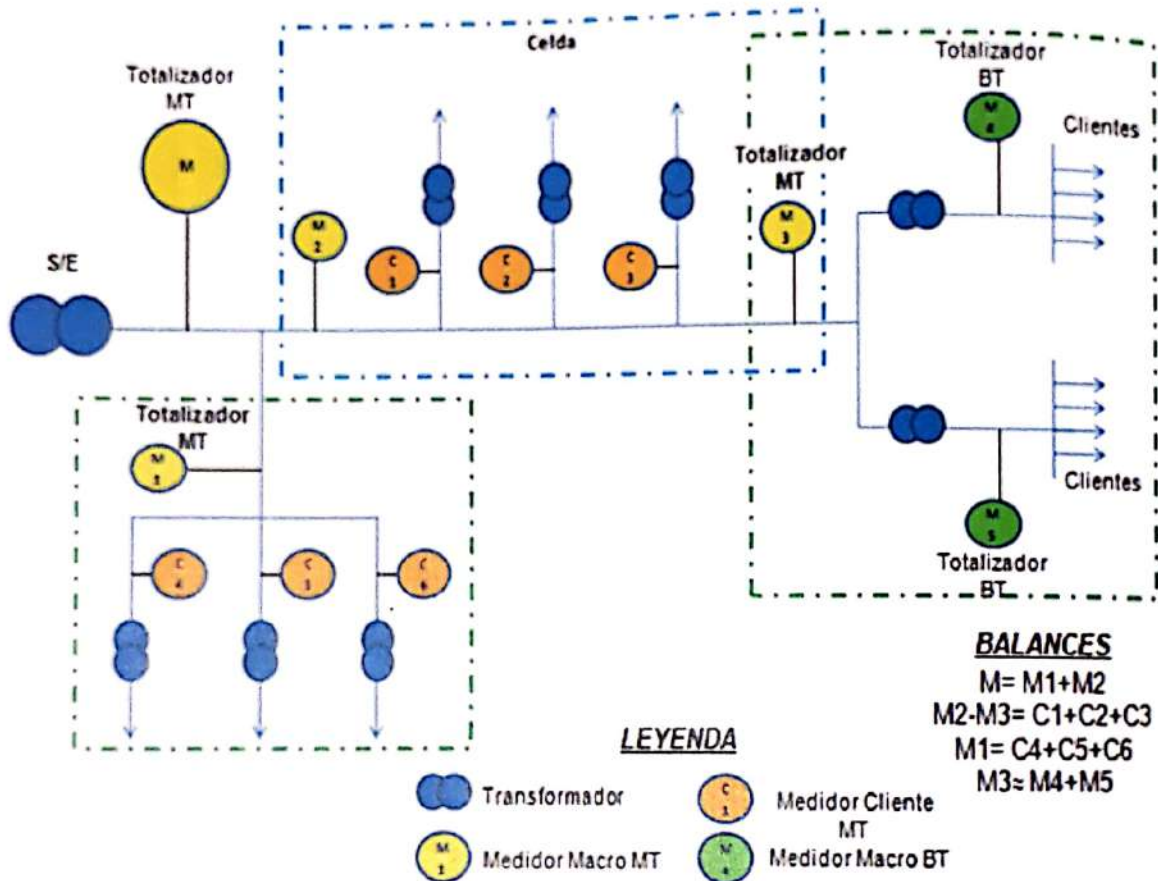 Celda
Totalizador
MT
M
S/E
M
2
C
1
C
2
C
3
Totalizador
MT
M
3
Totalizador
BT
M
Clientes
Totalizador
MT
M
C
4
C
C
6
Clientes
M
5
Totalizador
BT
BALANCES
M= M1+M2
M2-M3= C1+C2+C3
M1= C4+C5+C6
M3≈M4+M5
LEYENDA
Transformador
C
1
Medidor Cliente
MT
M
Medidor Macro MT
M
4
Medidor Macro BT